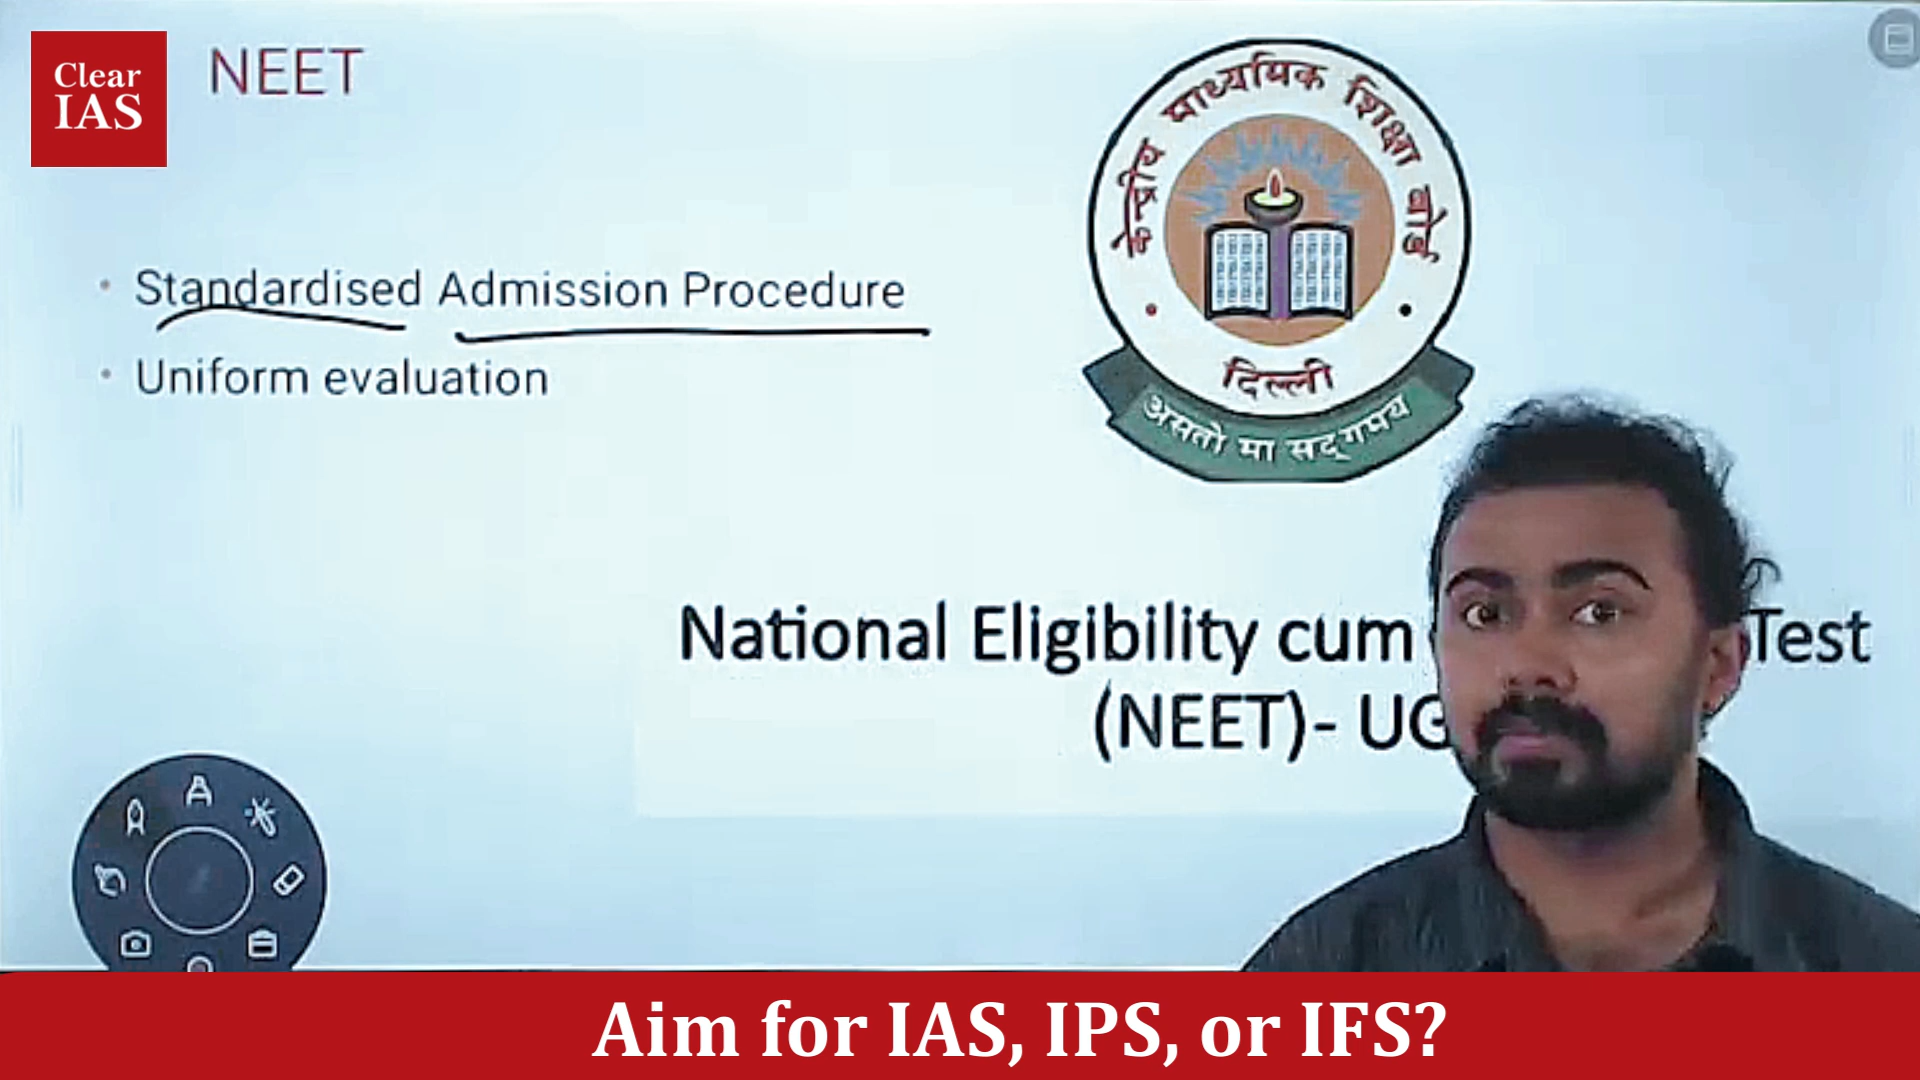 Clear
IAS
NEET
• Standardised Admission Procedure
• Uniform evaluation
केन्द्रीय माध्यमिक शिक्षा बोर्ड
दिल्ली
असतो मा सद्गमय
National Eligibility cum Test
(NEET)- UG
Aim for IAS, IPS, or IFS?